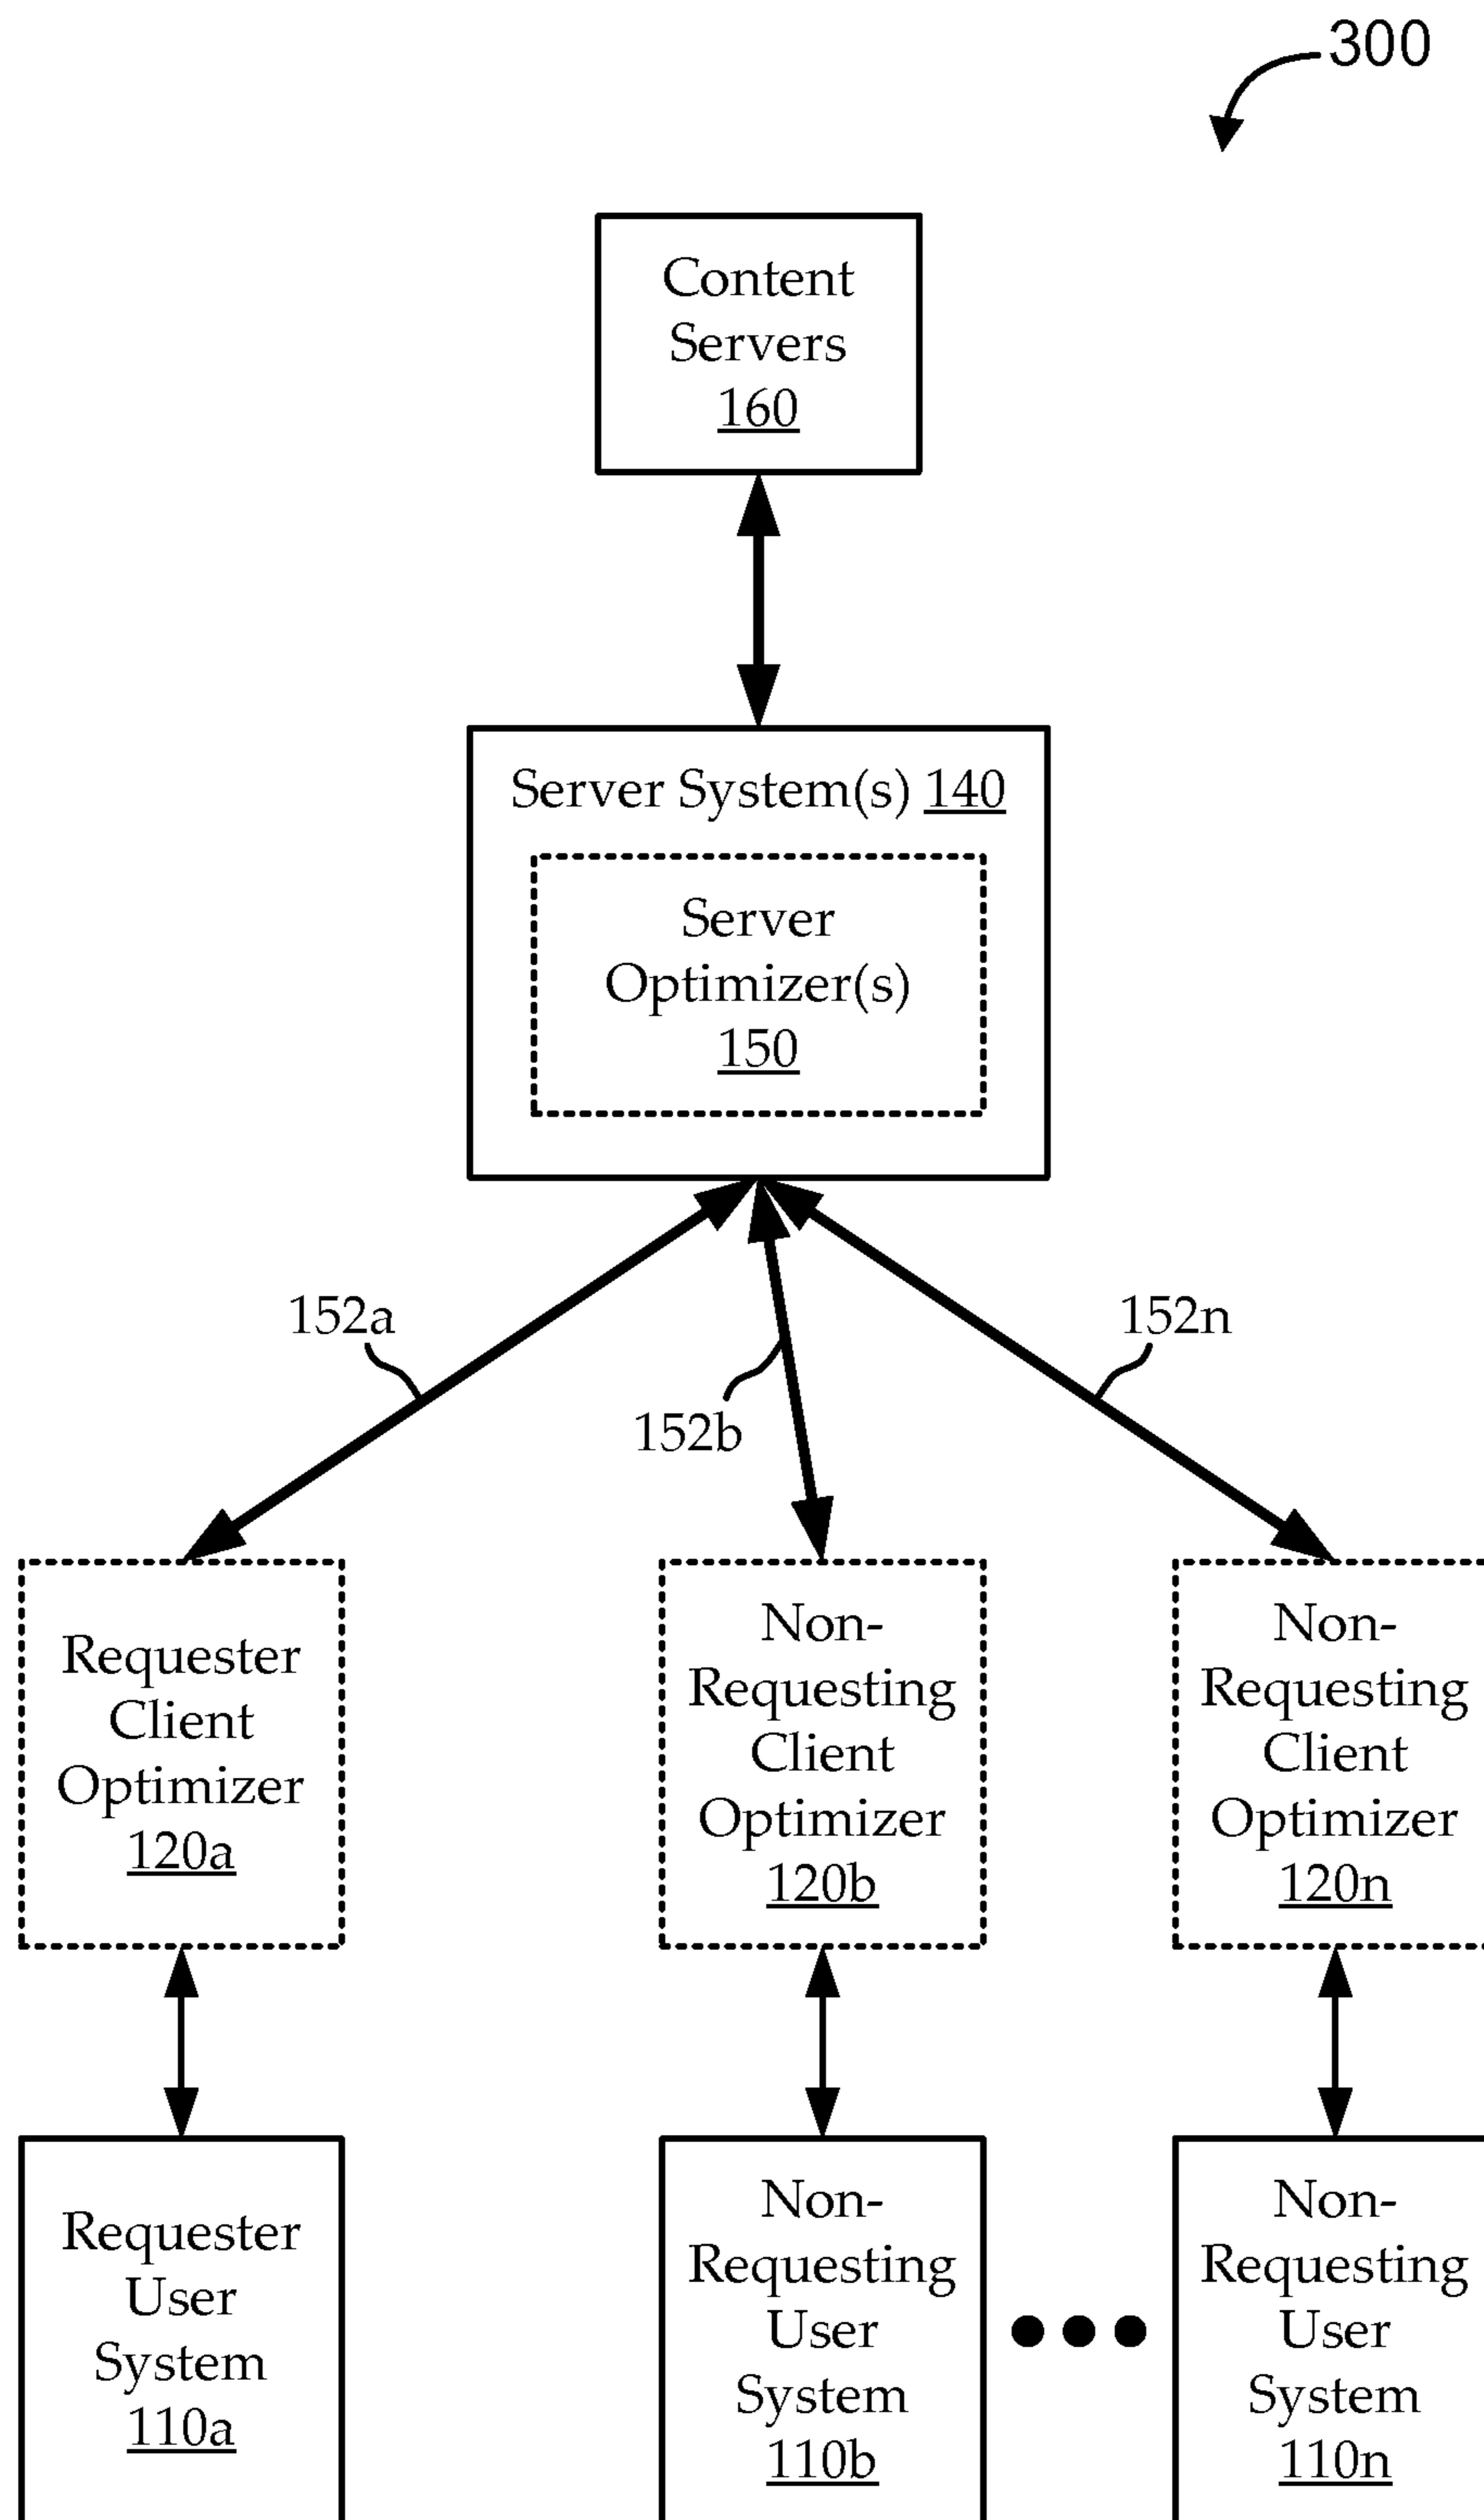 300
Content
Servers
160
Server System(s) 140
Server
Optimizer(s)
150
152a
152b
152n
Requester
Client
Optimizer
120a
Non-
Requesting
Client
Optimizer
120b
Non-
Requesting
Client
Optimizer
120n
Requester
User
System
110a
Non-
Requesting
User
System
110b
Non-
Requesting
User
System
110n